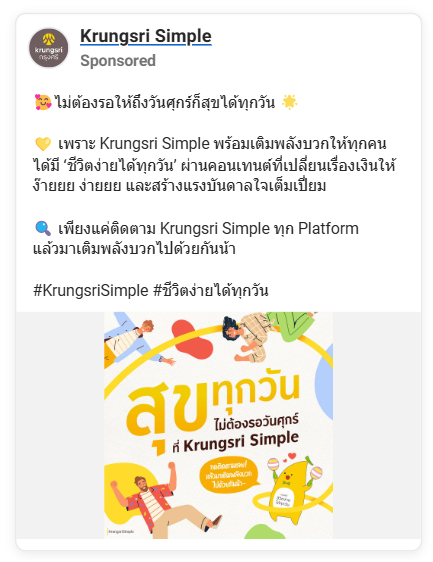 krungsri
กรุงศรี
Krungsri Simple
Sponsored
🥰 ไม่ต้องรอให้ถึงวันศุกร์ก็สุขได้ทุกวัน 🌟
💛 เพราะ Krungsri Simple พร้อมเติมพลังบวกให้ทุกคน
ได้มี ‘ชีวิตง่ายได้ทุกวัน’ ผ่านคอนเทนต์ที่เปลี่ยนเรื่องเงินให้
ง๊ายยย ง่ายยย และสร้างแรงบันดาลใจเต็มเปี่ยม
🔍 เพียงแค่ติดตาม Krungsri Simple ทุก Platform
แล้วมาเติมพลังบวกไปด้วยกันน้า
#KrungsriSimple #ชีวิตง่ายได้ทุกวัน
สุขทุกวัน
ไม่ต้องรอวันศุกร์
ที่ Krungsri Simple